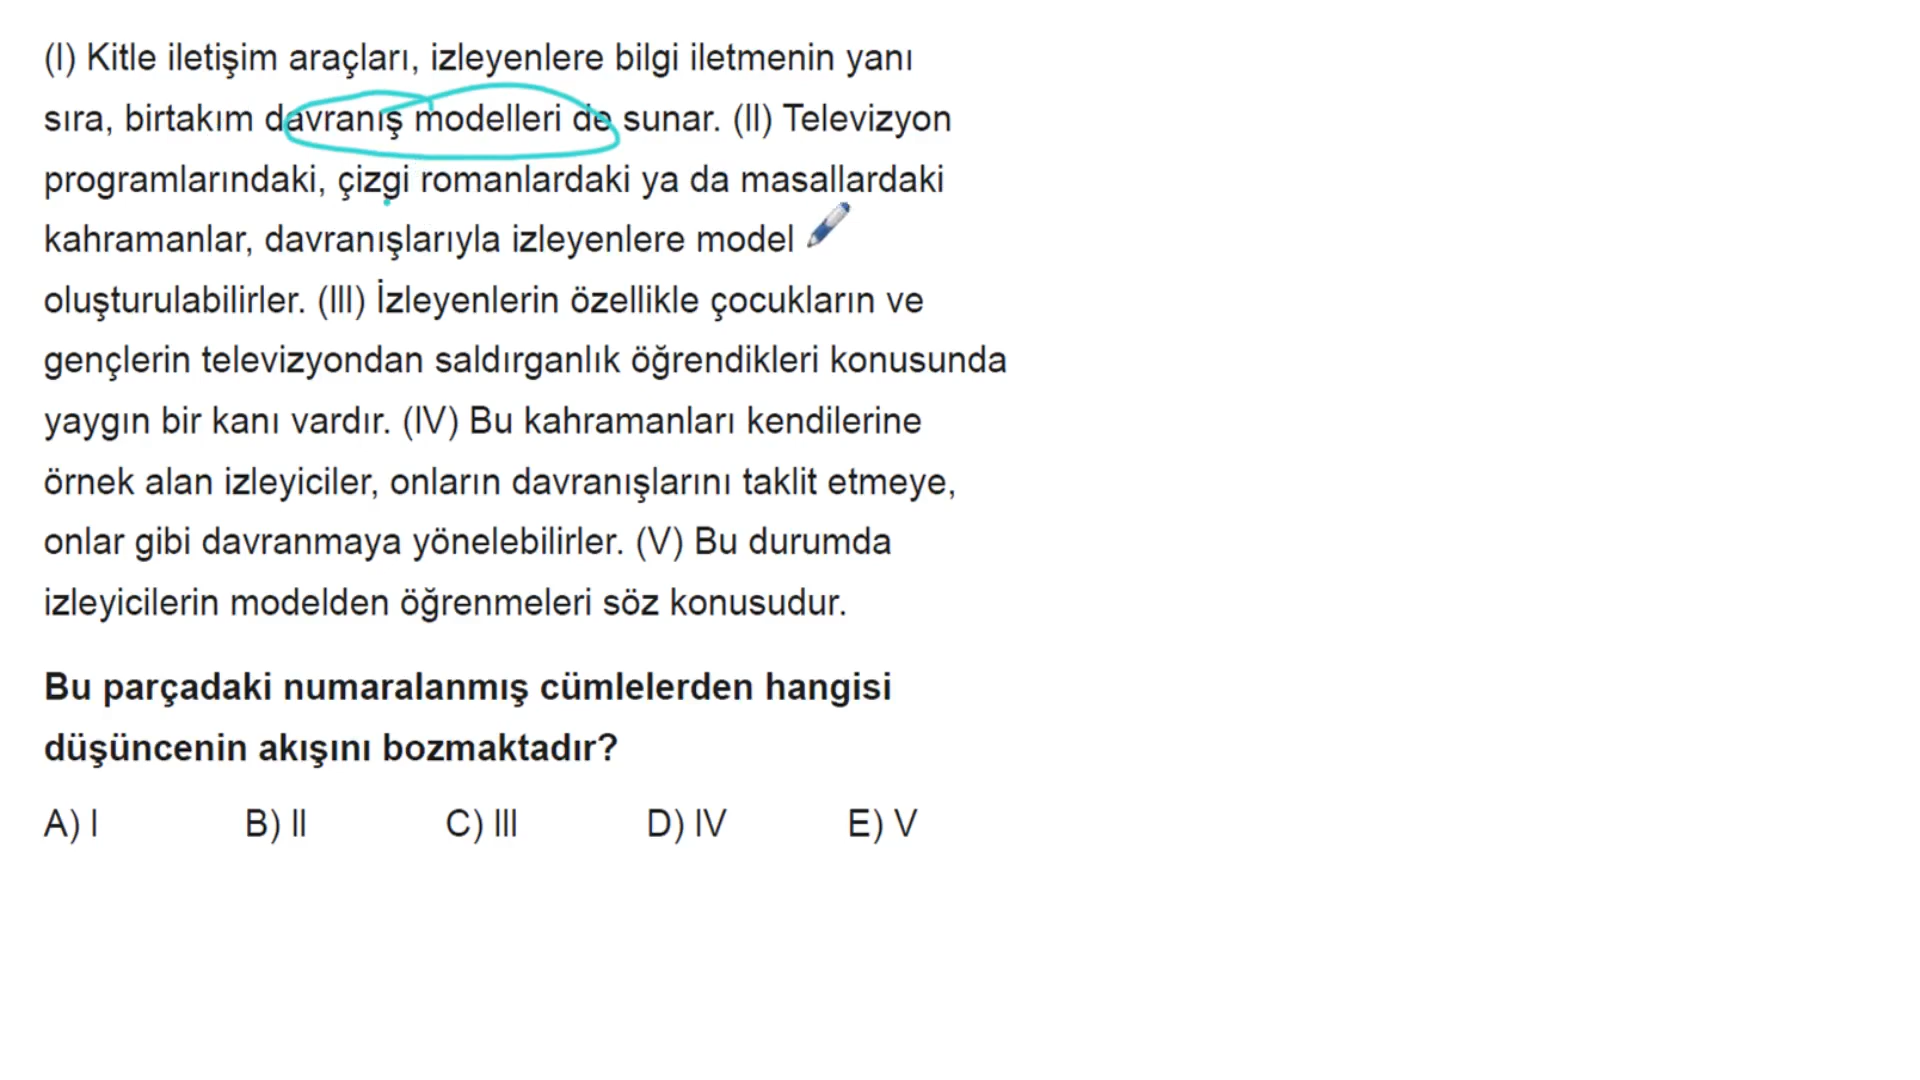 (I) Kitle iletişim araçları, izleyenlere bilgi iletmenin yanı
sıra, birtakım davranış modelleri de sunar. (II) Televizyon
programlarındaki, çizgi romanlardaki ya da masallardaki
kahramanlar, davranışlarıyla izleyenlere model
oluşturulabilirler. (III) İzleyenlerin özellikle çocukların ve
gençlerin televizyondan saldırganlık öğrendikleri konusunda
yaygın bir kanı vardır. (IV) Bu kahramanları kendilerine
örnek alan izleyiciler, onların davranışlarını taklit etmeye,
onlar gibi davranmaya yönelebilirler. (V) Bu durumda
izleyicilerin modelden öğrenmeleri söz konusudur.
Bu parçadaki numaralanmış cümlelerden hangisi
düşüncenin akışını bozmaktadır?
A) I B) II C) III D) IV E) V